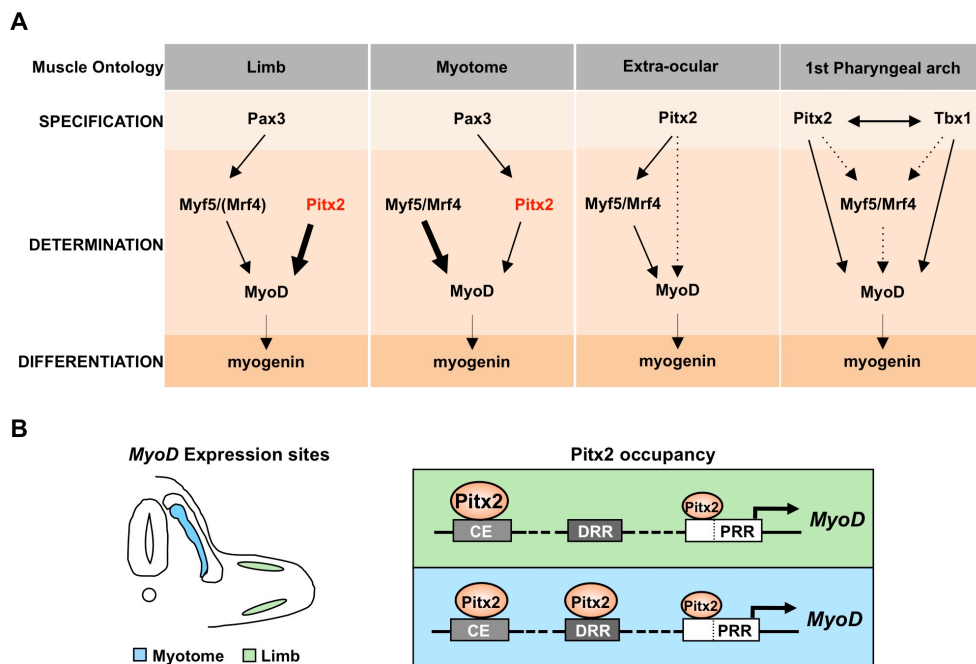 A
Muscle Ontology Limb Myotome Extra-ocular 1st Pharyngeal arch
SPECIFICATION Pax3 Pax3 Pitx2 Pitx2 Tbx1
Myf5/(Mrf4) Pitx2 Myf5/Mrf4 Pitx2 Myf5/Mrf4 Myf5/Mrf4
DETERMINATION
MyoD MyoD MyoD MyoD
DIFFERENTIATION myogenin myogenin myogenin myogenin
B
MyoD Expression sites
Pitx2 occupancy
Pitx2 Pitx2
CE DRR PRR MyoD
Pitx2 Pitx2 Pitx2
CE DRR PRR MyoD
Myotome Limb